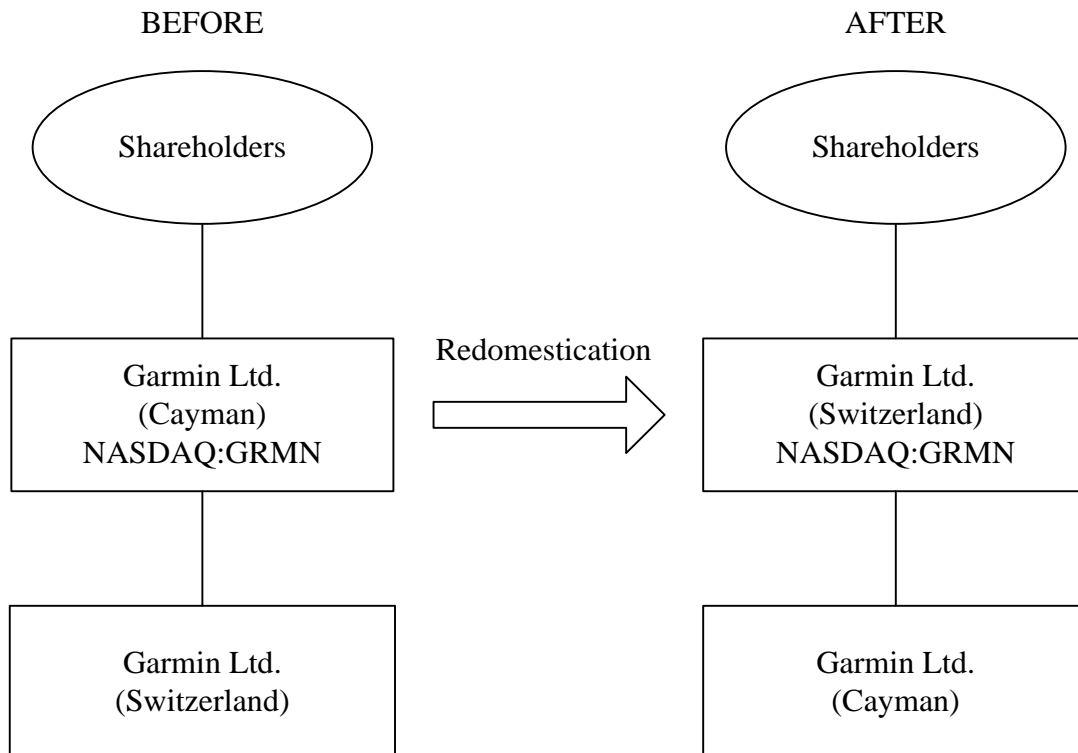 BEFORE
AFTER
Shareholders
Shareholders
Garmin Ltd.
(Cayman)
NASDAQ:GRMN
Redomestication
Garmin Ltd.
(Switzerland)
NASDAQ:GRMN
Garmin Ltd.
(Switzerland)
Garmin Ltd.
(Cayman)